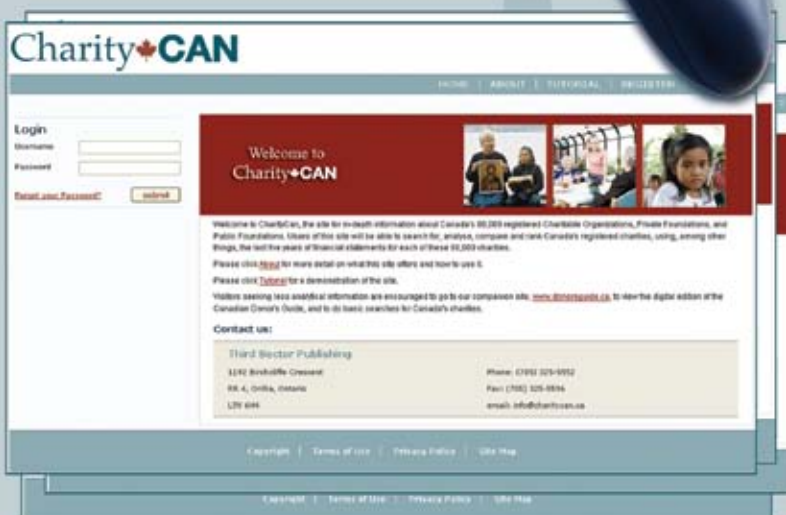 Charity CAN
HOME | ABOUT | TUTORIAL | REGISTER
Login
Username
Password
Forgot your Password?
submit
Welcome to
Charity CAN
Welcome to CharityCan, the site for in-depth information about Canada's registered Charitable Organizations, Private Foundations, and
Public Foundations. Users of this site will be able to search for, analyse, compare and rank Canada's registered charities, using, among other
things, the last five years of financial statements for each of these charities.
Please click About for more detail on what this site offers and how to use it.
Please click Tutorial for a demonstration of the site.
Visitors seeking less analytical information are encouraged to go to our companion site, www.donorsguide.ca, to view the digital edition of the
Canadian Donor's Guide, and to do basic searches for Canada's charities.
Contact us:
Third Sector Publishing
Crescent
RR 4, Orillia, Ontario
Phone: (705)
Fax: (705)
email: info@charitycan.ca
Copyright | Terms of Use | Privacy Policy | Site Map
Copyright | Terms of Use | Privacy Policy | Site Map